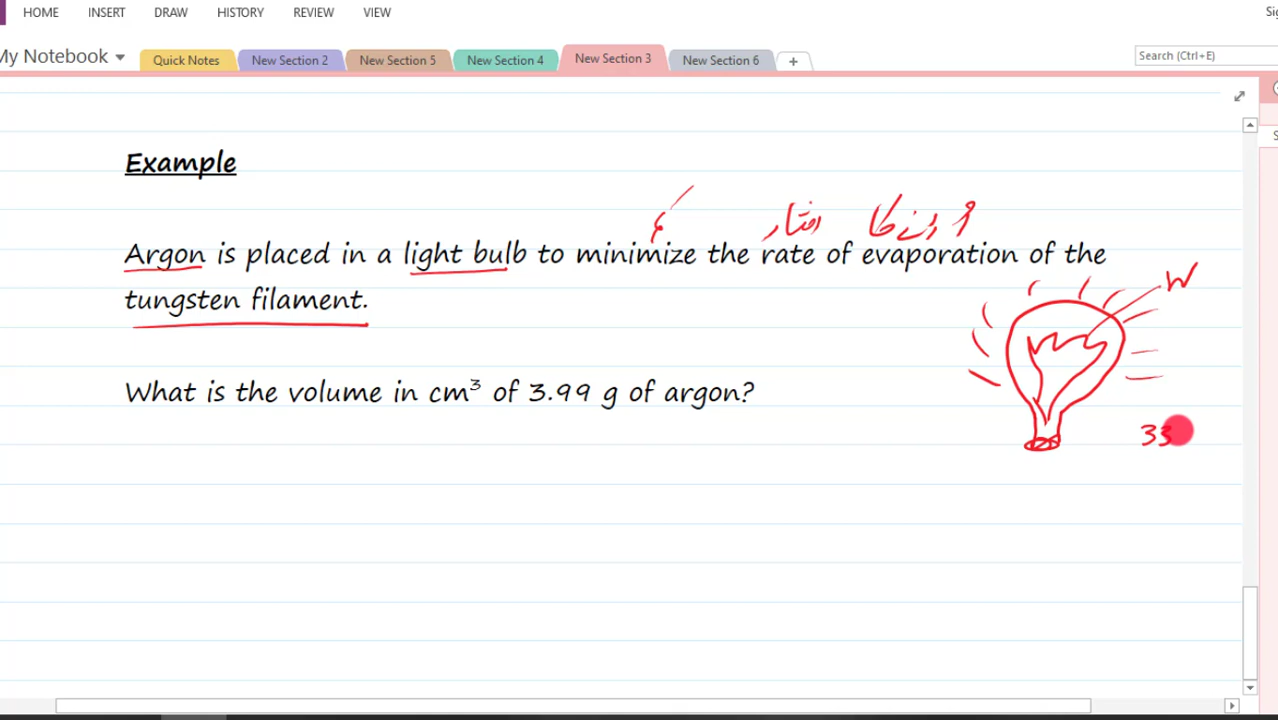 HOME INSERT DRAW HISTORY REVIEW VIEW
My Notebook Quick Notes New Section 2 New Section 5 New Section 4 New Section 3 New Section 6 Search (Ctrl+E)
Example
رفتار
Argon is placed in a light bulb to minimize the rate of evaporation of the
tungsten filament.
W
What is the volume in cm³ of 3.99 g of argon?
33